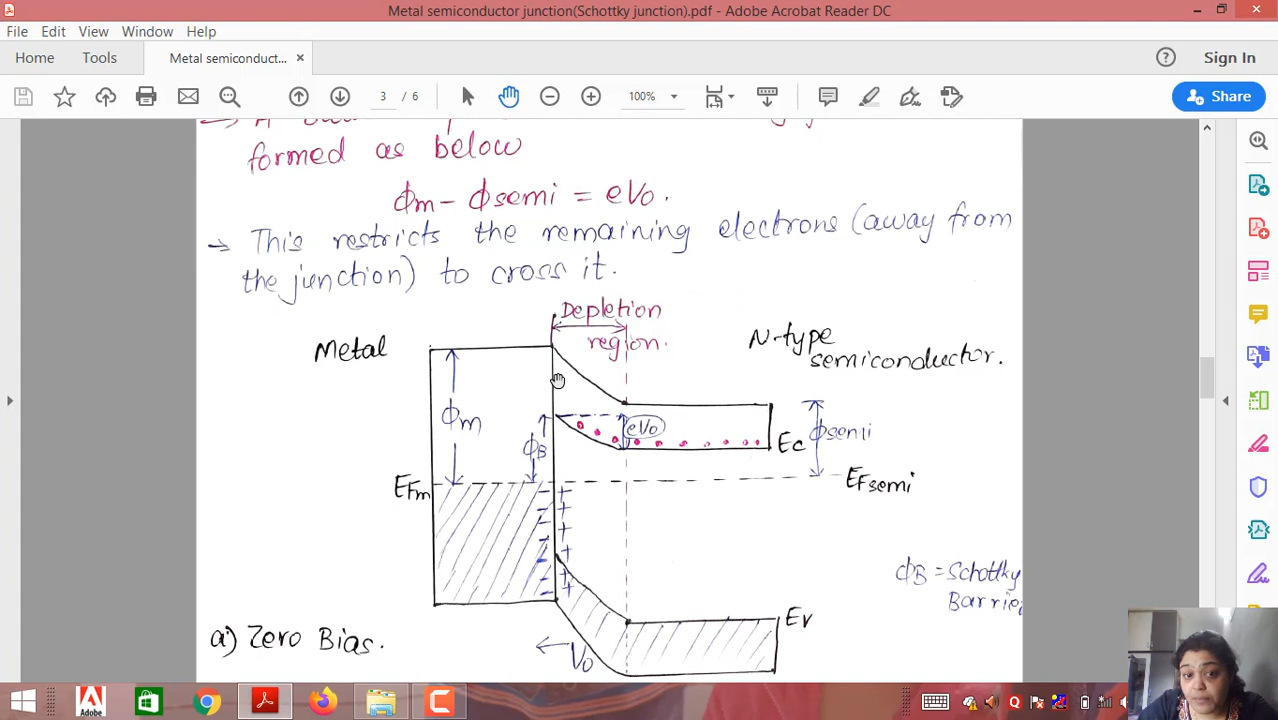 Metal semiconductor junction(Schottky junction).pdf - Adobe Acrobat Reader DC
File Edit View Window Help
Home Tools Metal semiconduct... × Sign In
3 / 6 100% Share
formed as below
ϕm - ϕsemi = eVo.
→ This restricts the remaining electrons (away from
the junction) to cross it.
Depletion
region.
Metal
N-type
semiconductor.
ϕm
ϕB
eVo
Ec
ϕsemi
EFm
EFsemi
ϕB = Schottky
Barrie
a) Zero Bias.
← Vo
Ev
Adobe